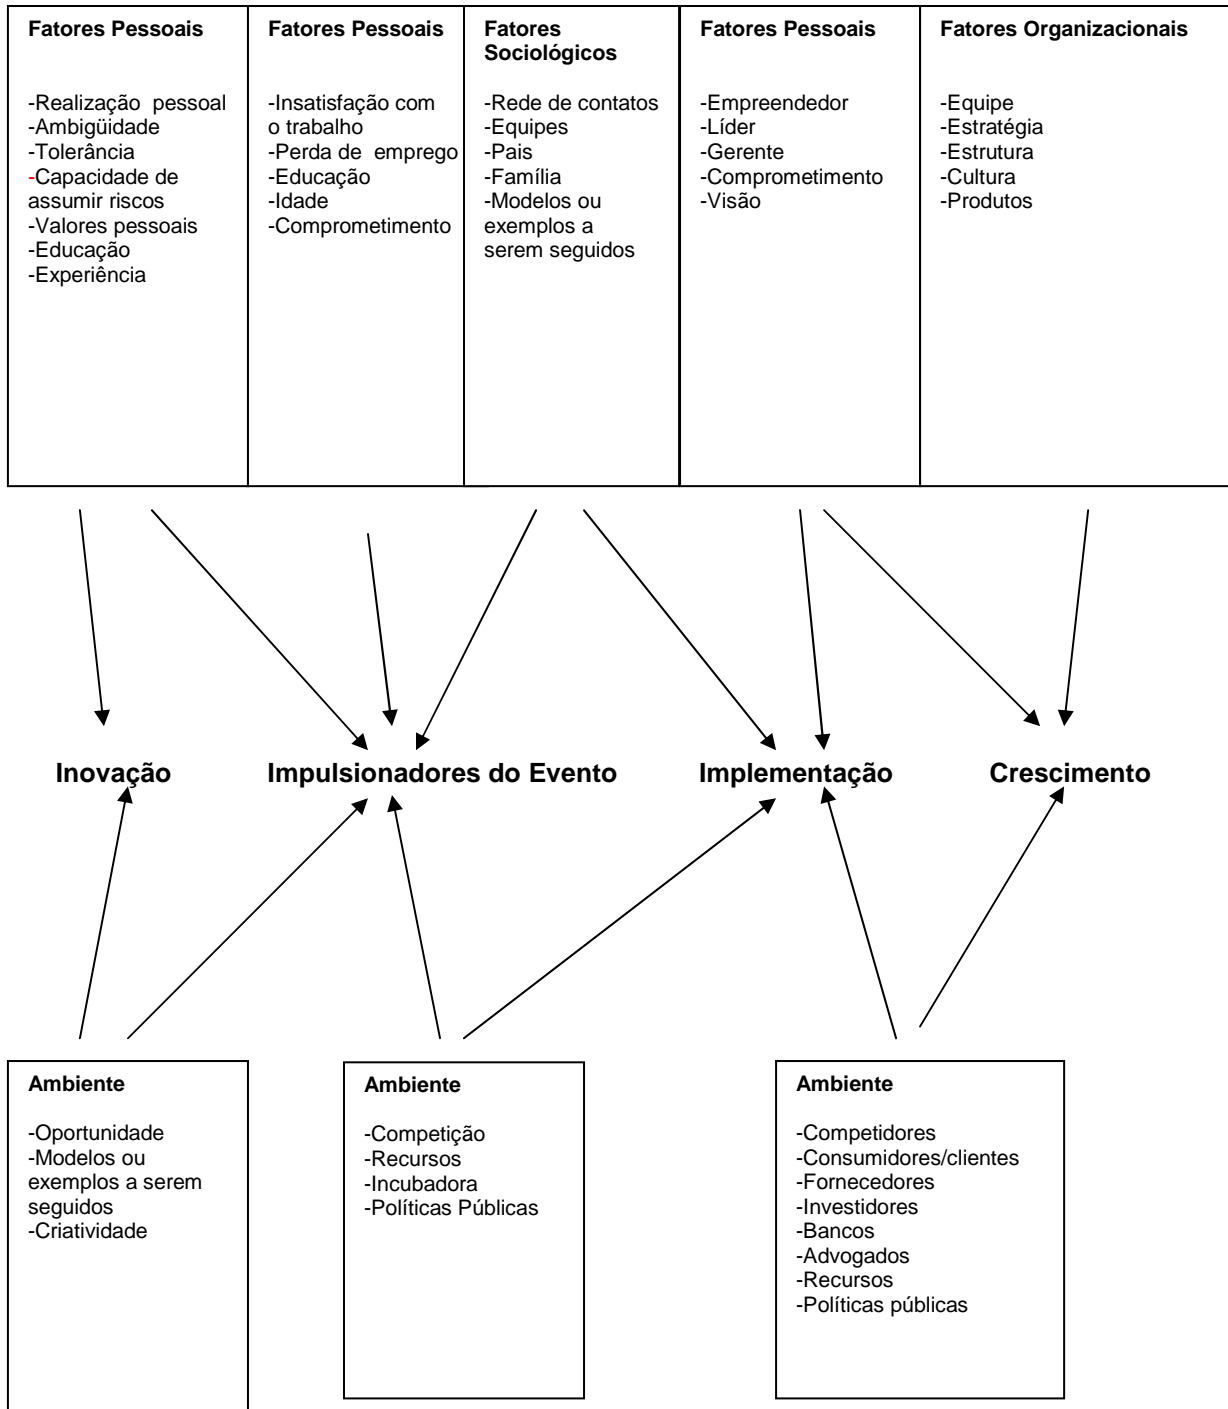 Fatores Pessoais
-Realização pessoal
-Ambigüidade
-Tolerância
-Capacidade de
assumir riscos
-Valores pessoais
-Educação
-Experiência
Fatores Pessoais
-Insatisfação com
o trabalho
-Perda de emprego
-Educação
-Idade
-Comprometimento
Fatores
Sociológicos
-Rede de contatos
-Equipes
-Pais
-Família
-Modelos ou
exemplos a
serem seguidos
Fatores Pessoais
-Empreendedor
-Líder
-Gerente
-Comprometimento
-Visão
Fatores Organizacionais
-Equipe
-Estratégia
-Estrutura
-Cultura
-Produtos
Inovação
Impulsionadores do Evento
Implementação
Crescimento
Ambiente
-Oportunidade
-Modelos ou
exemplos a serem
seguidos
-Criatividade
Ambiente
-Competição
-Recursos
-Incubadora
-Políticas Públicas
Ambiente
-Competidores
-Consumidores/clientes
-Fornecedores
-Investidores
-Bancos
-Advogados
-Recursos
-Políticas públicas